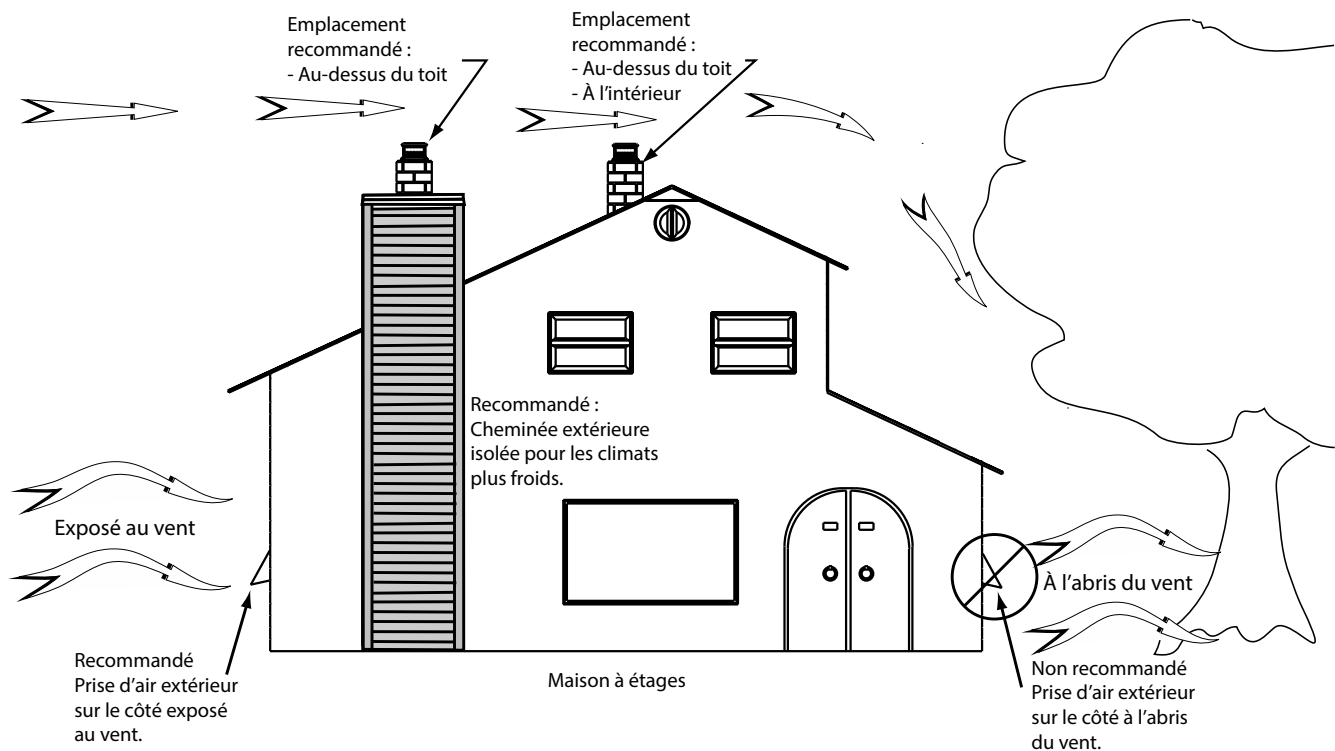 Emplacement
recommandé :
- Au-dessus du toit
Emplacement
recommandé :
- Au-dessus du toit
- À l’intérieur
Recommandé :
Cheminée extérieure
isolée pour les climats
plus froids.
Exposé au vent
À l’abris du vent
Recommandé
Prise d’air extérieur
sur le côté exposé
au vent.
Maison à étages
Non recommandé
Prise d’air extérieur
sur le côté à l’abris
du vent.